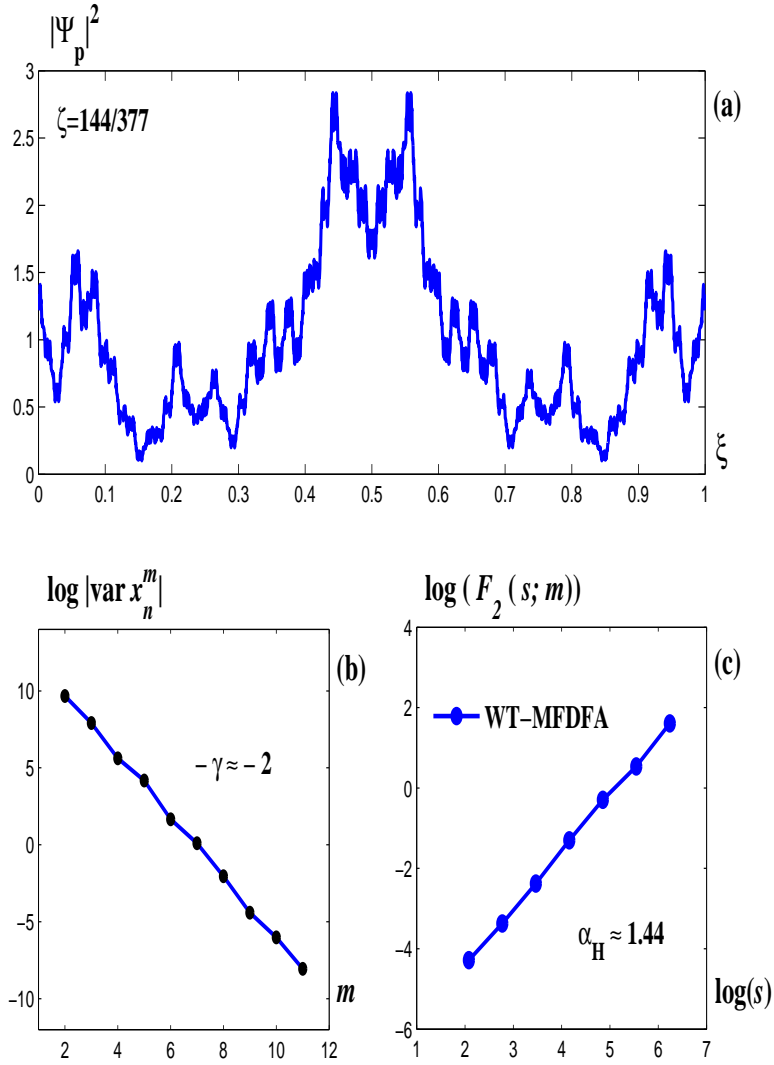 |Ψp|²
3
2.5
2
1.5
1
0.5
0
ζ=144/377
(a)
ξ
0 0.1 0.2 0.3 0.4 0.5 0.6 0.7 0.8 0.9 1
log |var xₙᵐ|
10
5
0
−5
−10
(b)
− γ ≈ − 2
m
2 4 6 8 10 12
log ( F₂ ( s; m))
4
2
0
−2
−4
−6
(c)
WT−MFDFA
α_H ≈ 1.44
log(s)
1 2 3 4 5 6 7